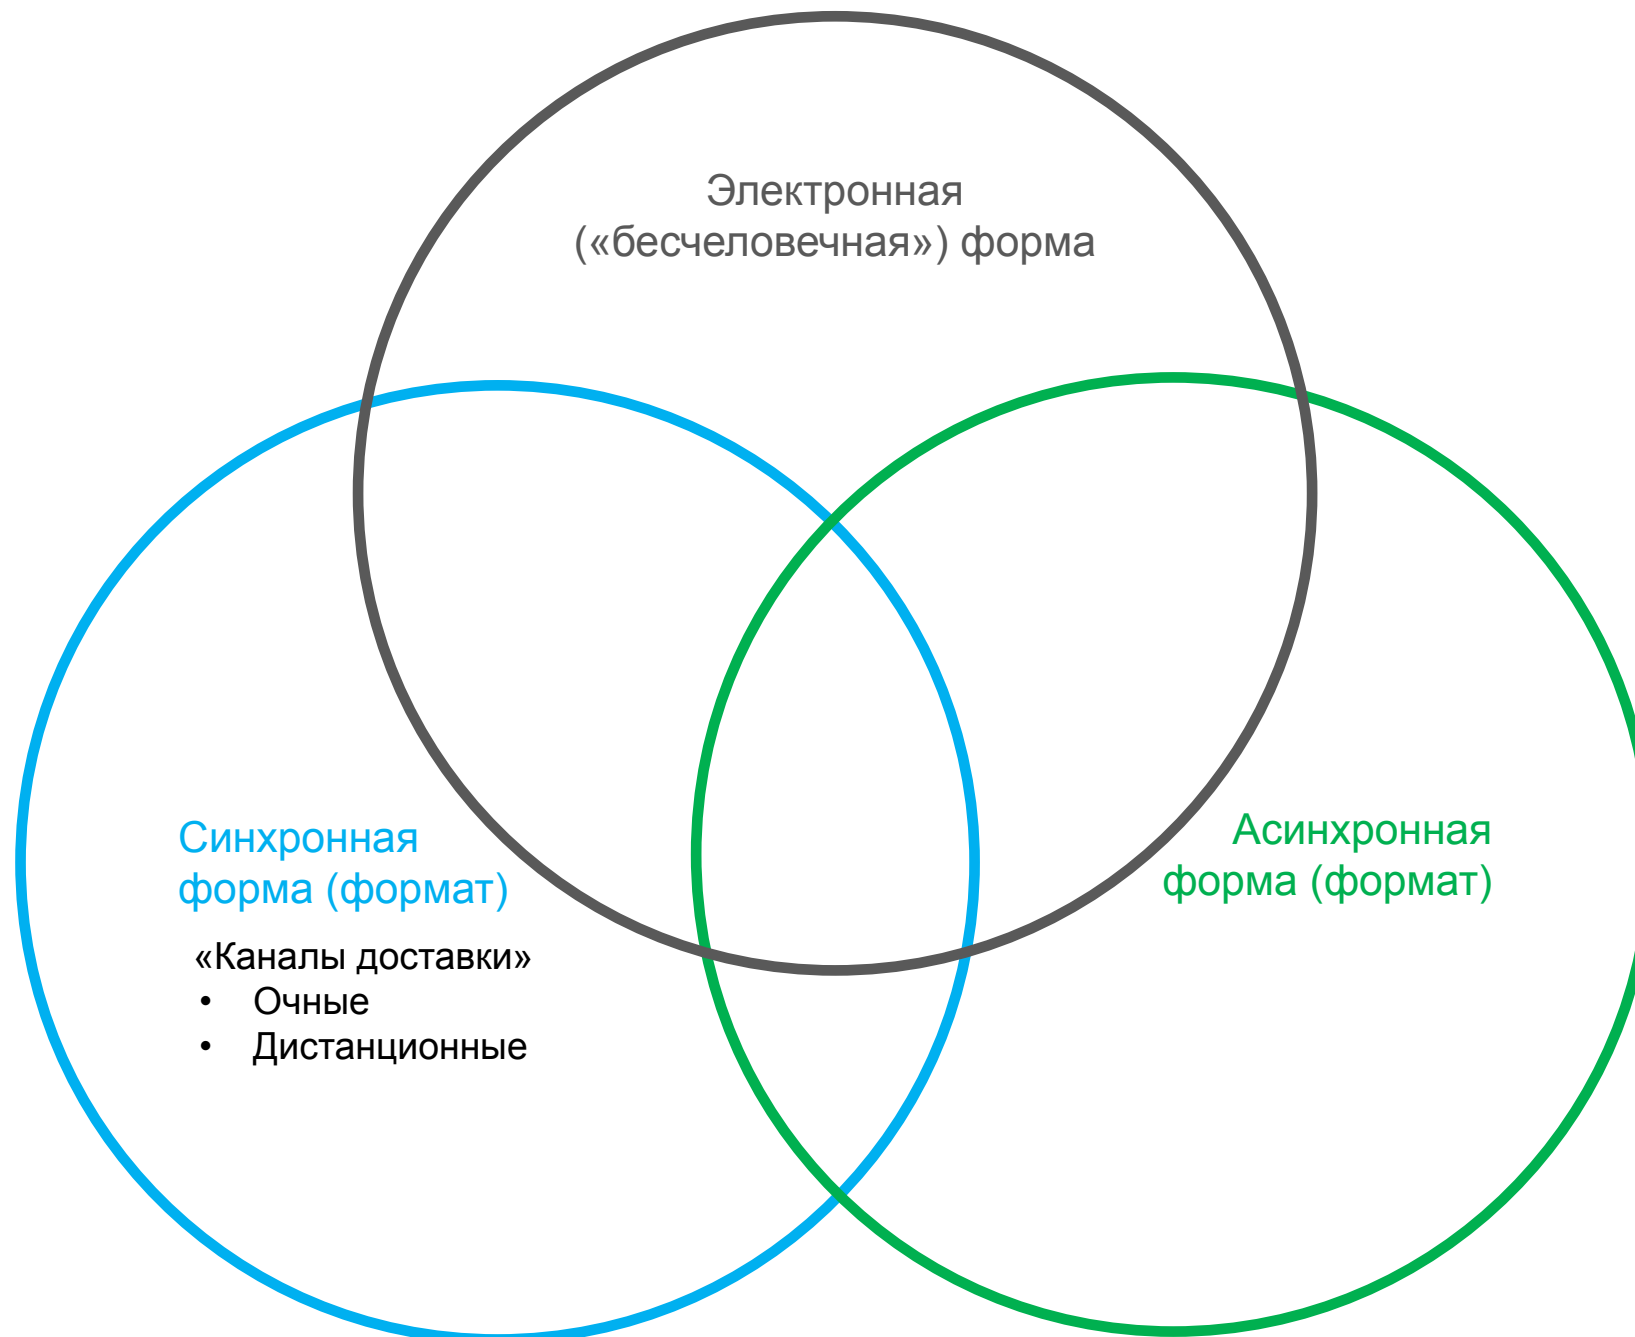 Электронная
(«бесчеловечная») форма
Синхронная
форма (формат)
«Каналы доставки»
• Очные
• Дистанционные
Асинхронная
форма (формат)